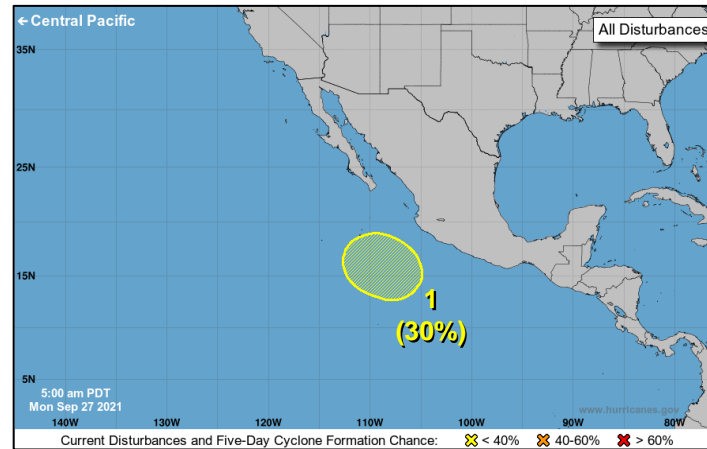 ← Central Pacific
All Disturbances
35N
25N
15N
5N
1
(30%)
5:00 am PDT
Mon Sep 27 2021
www.hurricanes.gov
140W 130W 120W 110W 100W 90W 80W
Current Disturbances and Five-Day Cyclone Formation Chance: < 40% 40-60% > 60%